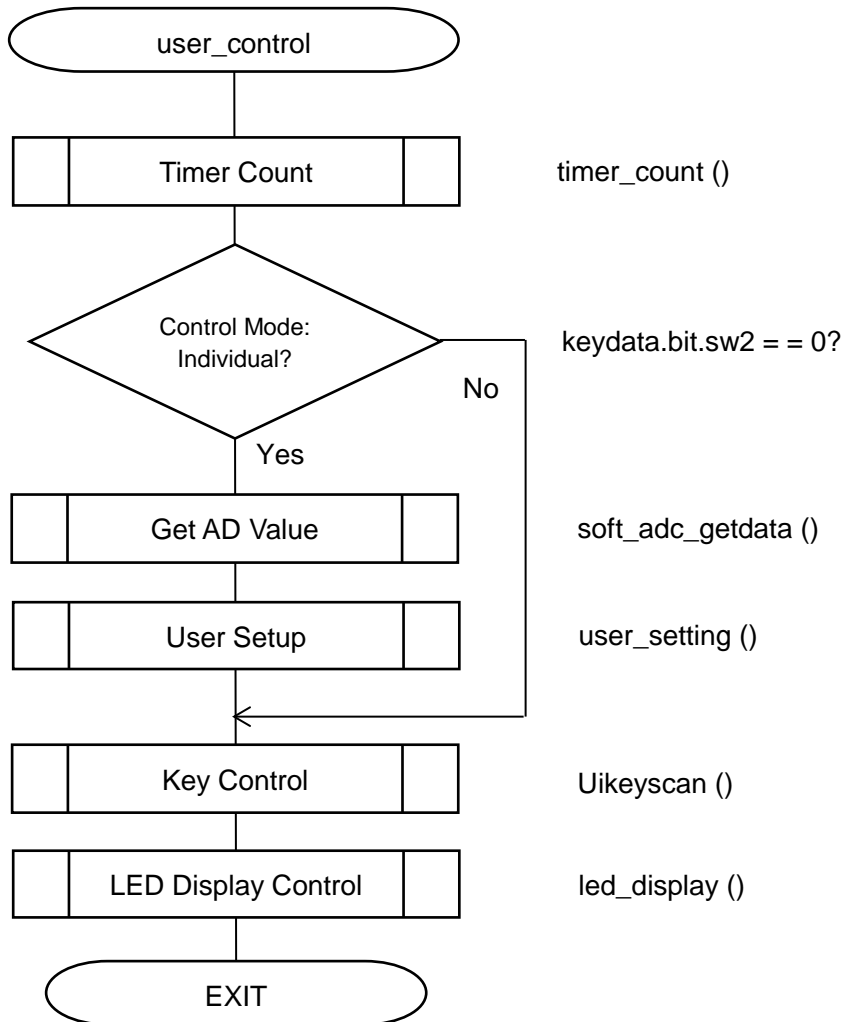 user_control
Timer Count
timer_count ()
Control Mode:
Individual?
keydata.bit.sw2 = = 0?
No
Yes
Get AD Value
soft_adc_getdata ()
User Setup
user_setting ()
Key Control
Uikeyscan ()
LED Display Control
led_display ()
EXIT